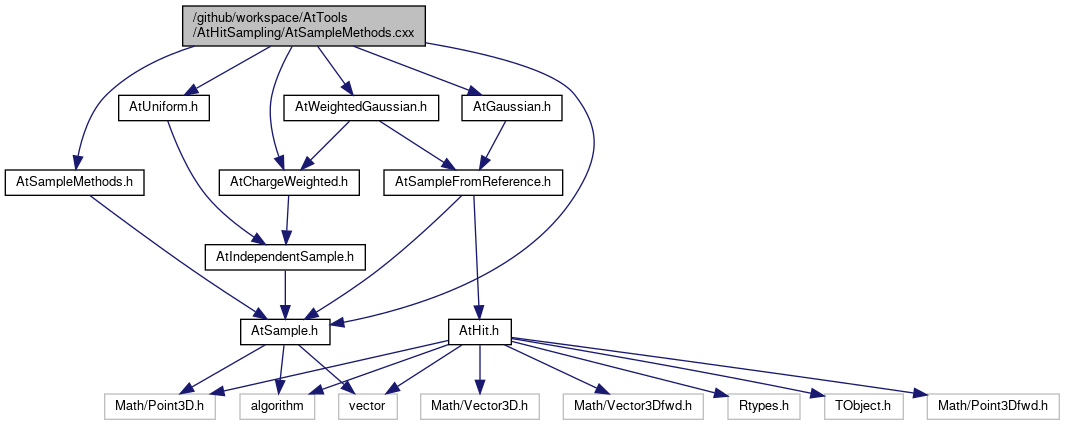 /github/workspace/AtTools
/AtHitSampling/AtSampleMethods.cxx
AtUniform.h
AtWeightedGaussian.h
AtGaussian.h
AtSampleMethods.h
AtChargeWeighted.h
AtSampleFromReference.h
AtIndependentSample.h
AtSample.h
AtHit.h
Math/Point3D.h
algorithm
vector
Math/Vector3D.h
Math/Vector3Dfwd.h
Rtypes.h
TObject.h
Math/Point3Dfwd.h